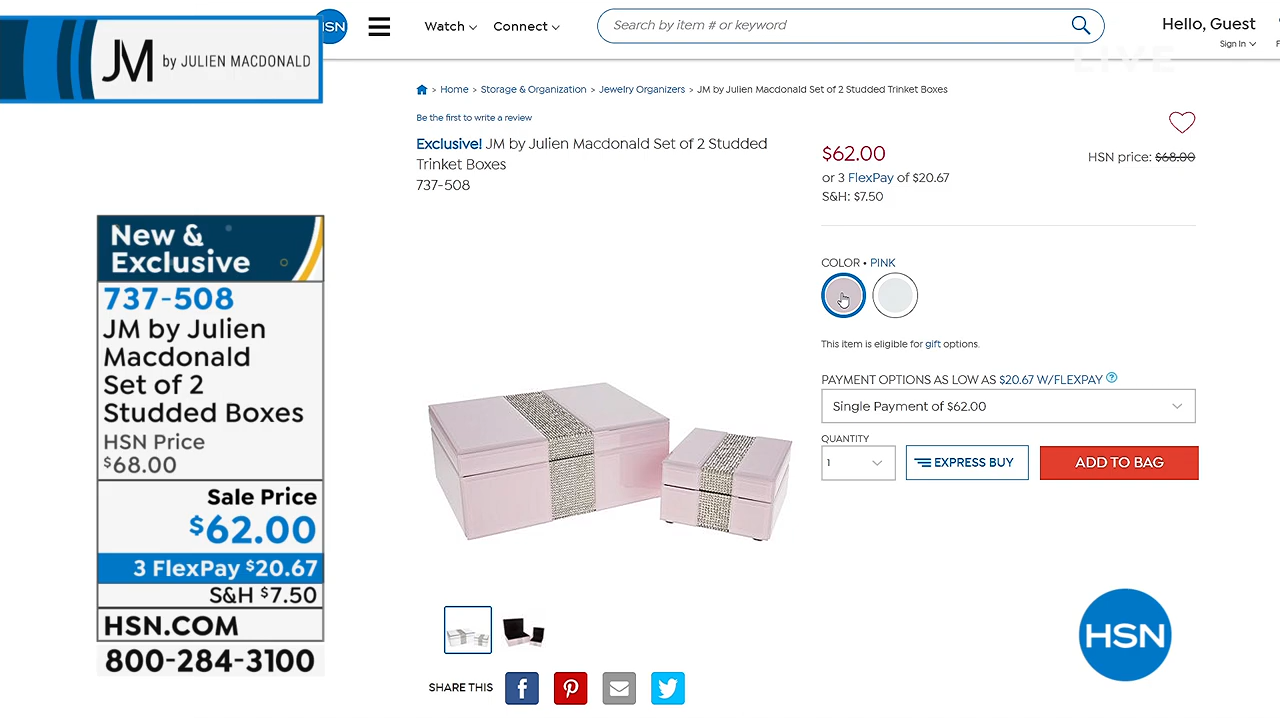 JM by JULIEN MACDONALD
HSN
Watch
Connect
Search by item # or keyword
Hello, Guest
Sign In
LIVE
Home > Storage & Organization > Jewelry Organizers > JM by Julien Macdonald Set of 2 Studded Trinket Boxes
Be the first to write a review
Exclusive! JM by Julien Macdonald Set of 2 Studded
Trinket Boxes
737-508
$62.00
HSN price: $68.00
or 3 FlexPay of $20.67
S&H: $7.50
COLOR • PINK
This item is eligible for gift options.
PAYMENT OPTIONS AS LOW AS $20.67 W/FLEXPAY ?
Single Payment of $62.00
QUANTITY
1
EXPRESS BUY
ADD TO BAG
SHARE THIS
New &
Exclusive
737-508
JM by Julien
Macdonald
Set of 2
Studded Boxes
HSN Price
$68.00
Sale Price
$62.00
3 FlexPay $20.67
S&H $7.50
HSN.COM
800-284-3100
HSN